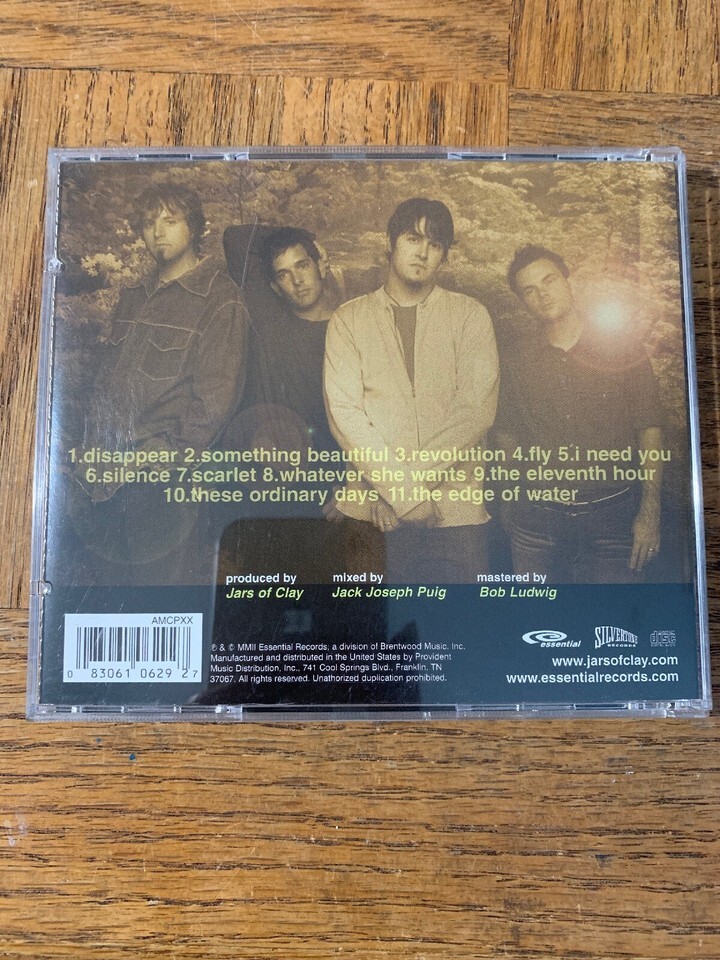 1.disappear 2.something beautiful 3.revolution 4.fly 5.i need you
6.silence 7.scarlet 8.whatever she wants 9.the eleventh hour
10.these ordinary days 11.the edge of water
produced by
Jars of Clay
mixed by
Jack Joseph Puig
mastered by
Bob Ludwig
AMCPXX
0 83061 0629 2 7
℗ & © MMII Essential Records; a division of Brentwood Music, Inc.
Manufactured and distributed in the United States by Provident
Music Distribution, Inc., 741 Cool Springs Blvd., Franklin, TN
37067. All rights reserved. Unathorized duplication prohibited.
essential
SILVERTONE
RECORDS
disc
www.jarsofclay.com
www.essentialrecords.com